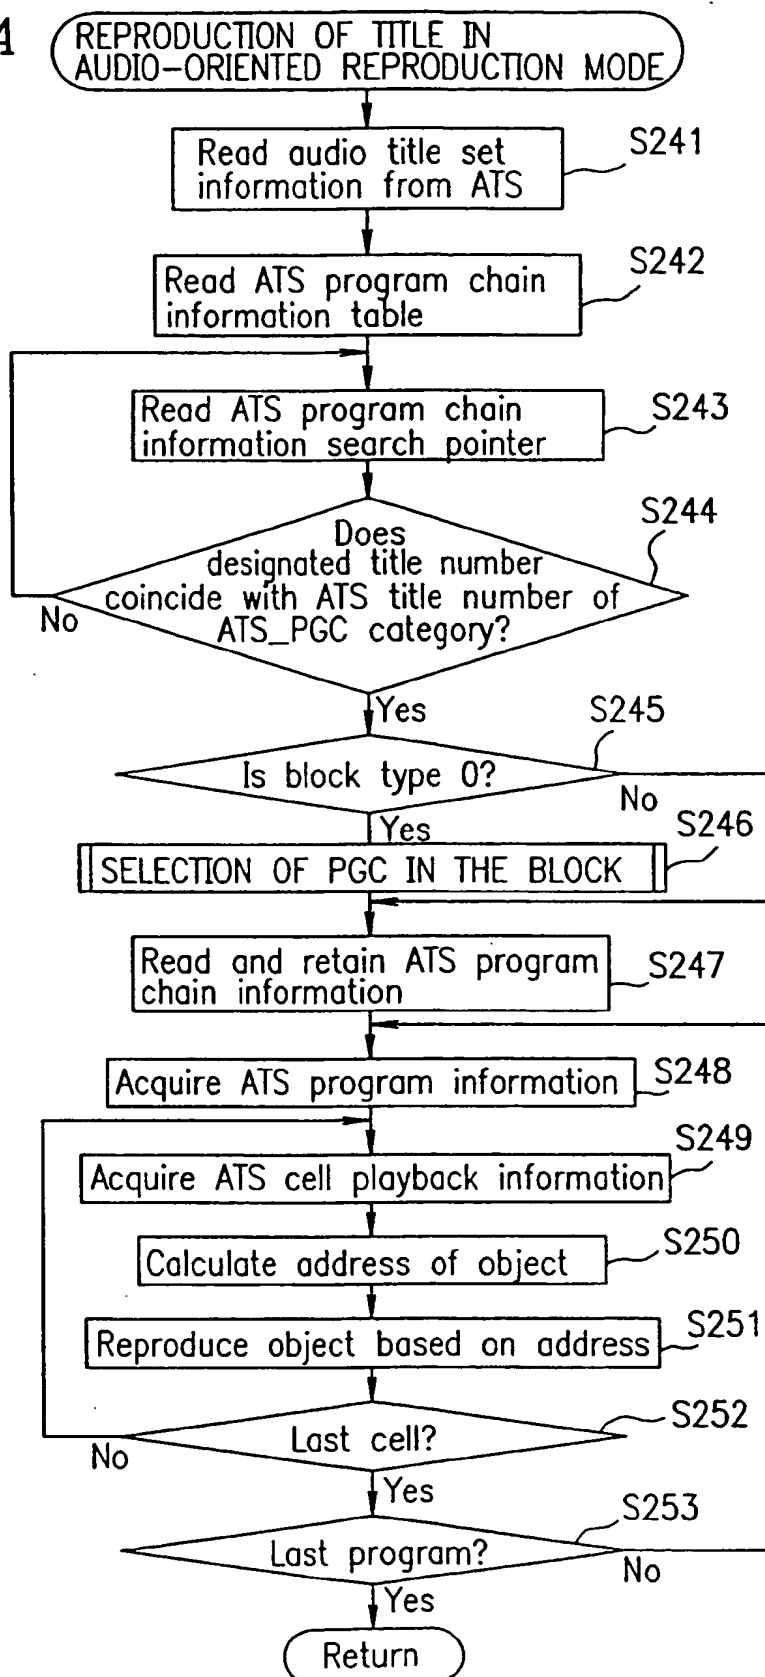 A
REPRODUCTION OF TITLE IN
AUDIO-ORIENTED REPRODUCTION MODE
Read audio title set
information from ATS
S241
Read ATS program chain
information table
S242
Read ATS program chain
information search pointer
S243
Does
designated title number
coincide with ATS title number of
ATS_PGC category?
S244
No
Yes
Is block type 0?
S245
No
Yes
SELECTION OF PGC IN THE BLOCK
S246
Read and retain ATS program
chain information
S247
Acquire ATS program information
S248
Acquire ATS cell playback information
S249
Calculate address of object
S250
Reproduce object based on address
S251
Last cell?
S252
No
Yes
Last program?
S253
No
Yes
Return